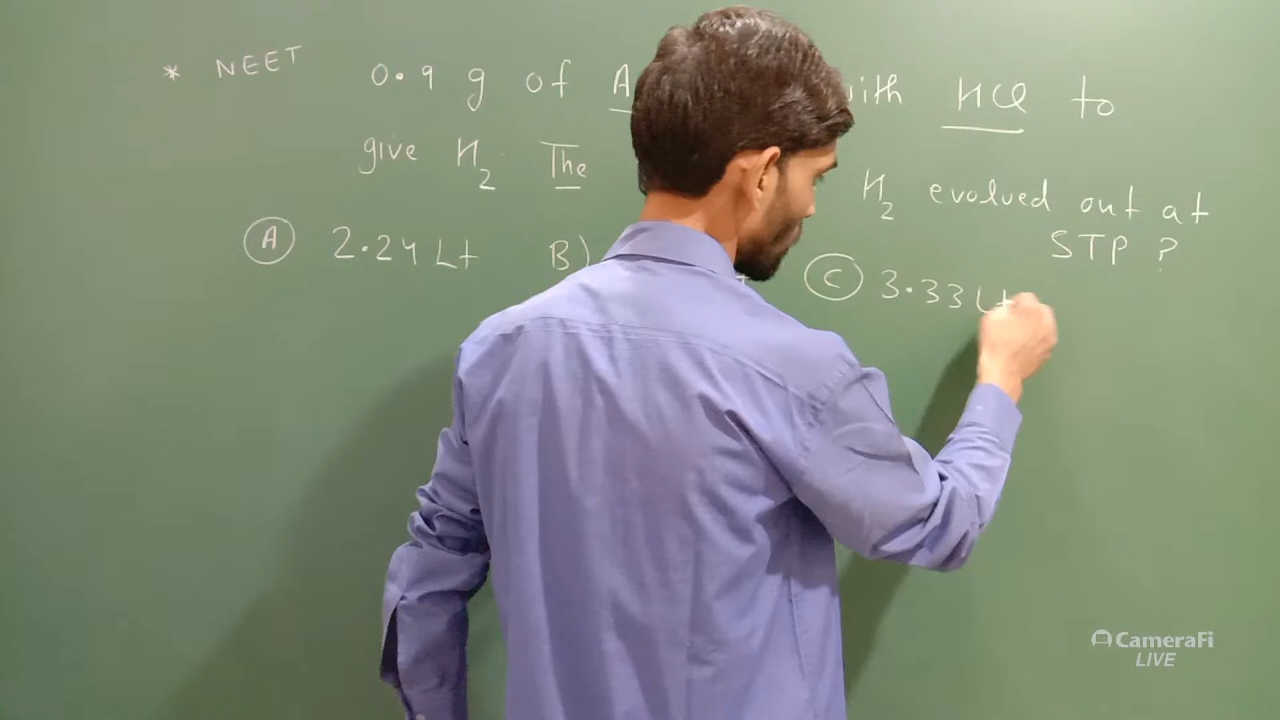 * NEET 0.9 g of A ith HCl to
give H2 The H2 evolved out at
STP ?
A 2.24 Lt B) C 3.33 Lt
CameraFi
LIVE